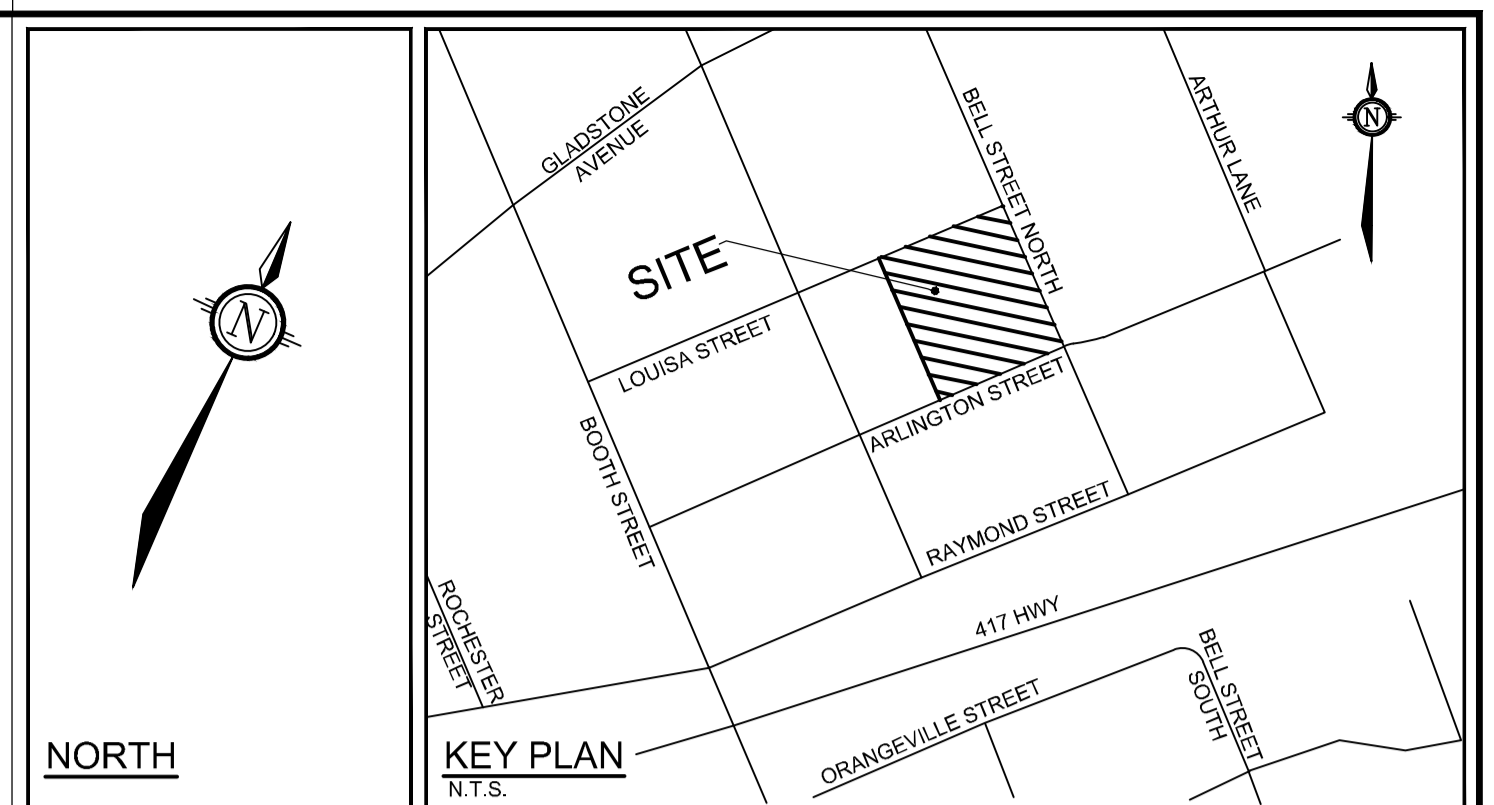 N
NORTH
GLADSTONE
AVENUE
BELL STREET NORTH
ARTHUR LANE
N
SITE
LOUISA STREET
ARLINGTON STREET
BOOTH STREET
RAYMOND STREET
ROCHESTER
STREET
417 HWY
BELL STREET
SOUTH
ORANGEVILLE STREET
KEY PLAN
N.T.S.